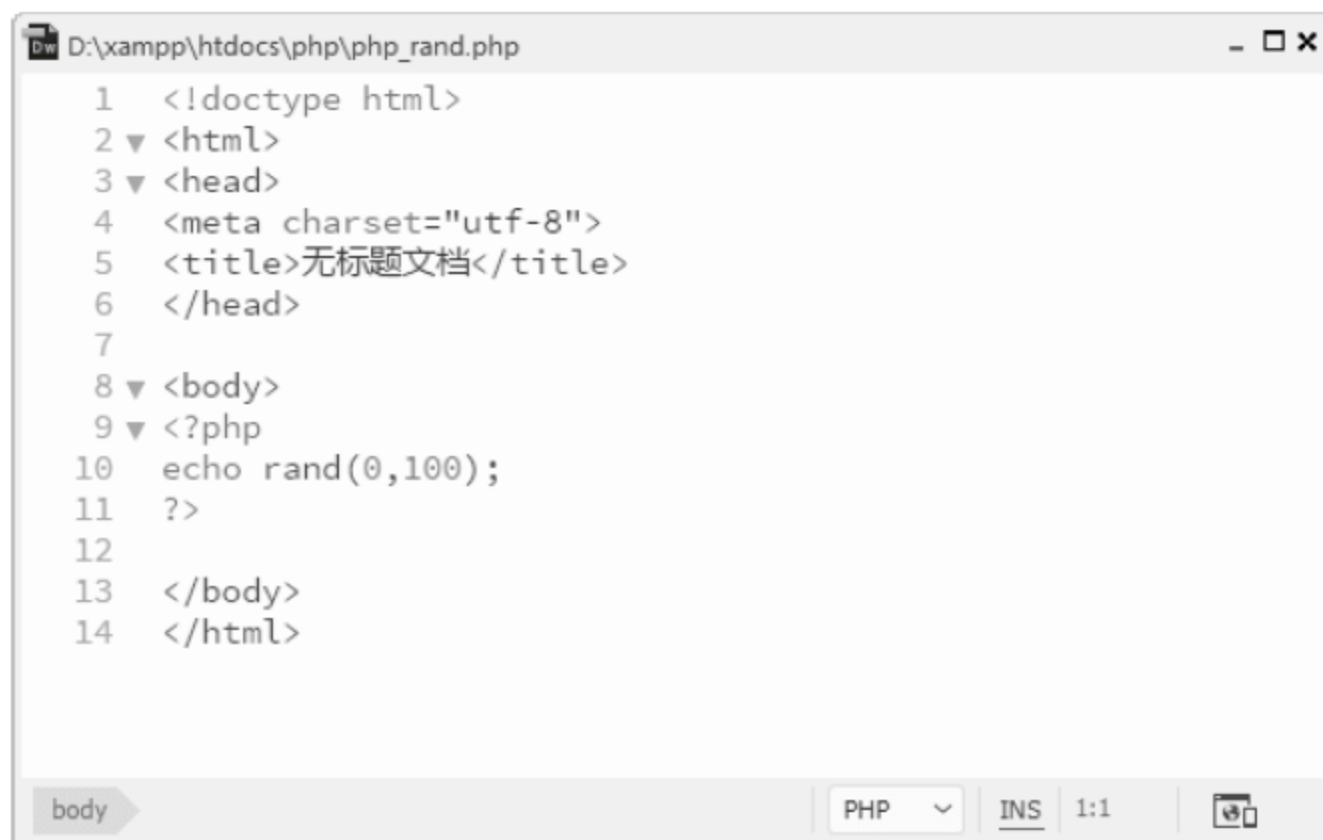 Dw D:\xampp\htdocs\php\php_rand.php
1 <!doctype html>
2 <html>
3 <head>
4 <meta charset="utf-8">
5 <title>无标题文档</title>
6 </head>
7
8 <body>
9 <?php
10 echo rand(0,100);
11 ?>
12
13 </body>
14 </html>
body PHP INS 1:1